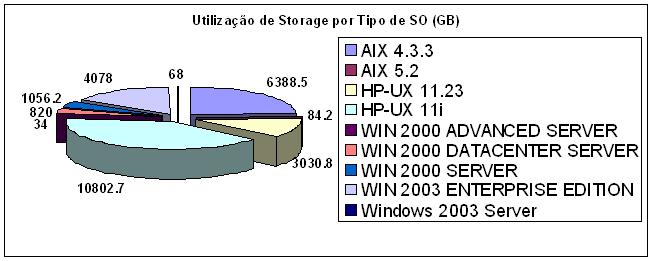 Utilização de Storage por Tipo de SO (GB)
68
4078
6388.5
1056.2
820
34
84.2
3030.8
10802.7
AIX 4.3.3
AIX 5.2
HP-UX 11.23
HP-UX 11i
WIN 2000 ADVANCED SERVER
WIN 2000 DATACENTER SERVER
WIN 2000 SERVER
WIN 2003 ENTERPRISE EDITION
Windows 2003 Server